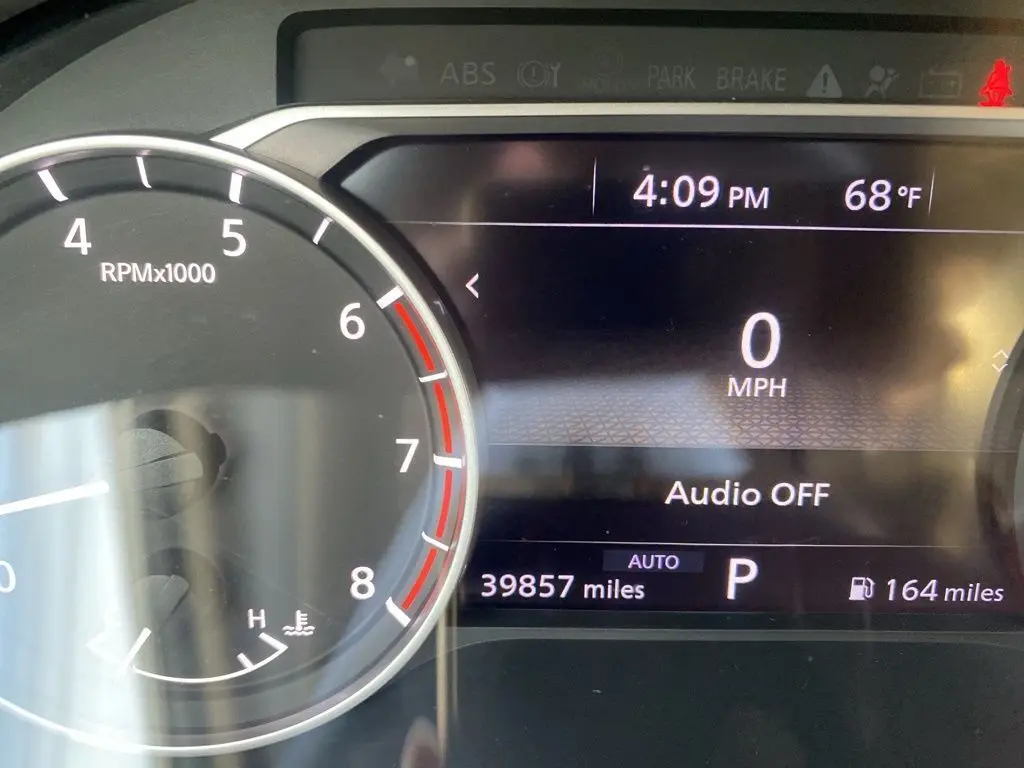 ABS PARK BRAKE
4:09 PM 68°F
4 5
RPMx1000
6
0
MPH
7
Audio OFF
AUTO
8
39857 miles P 164 miles
0
H